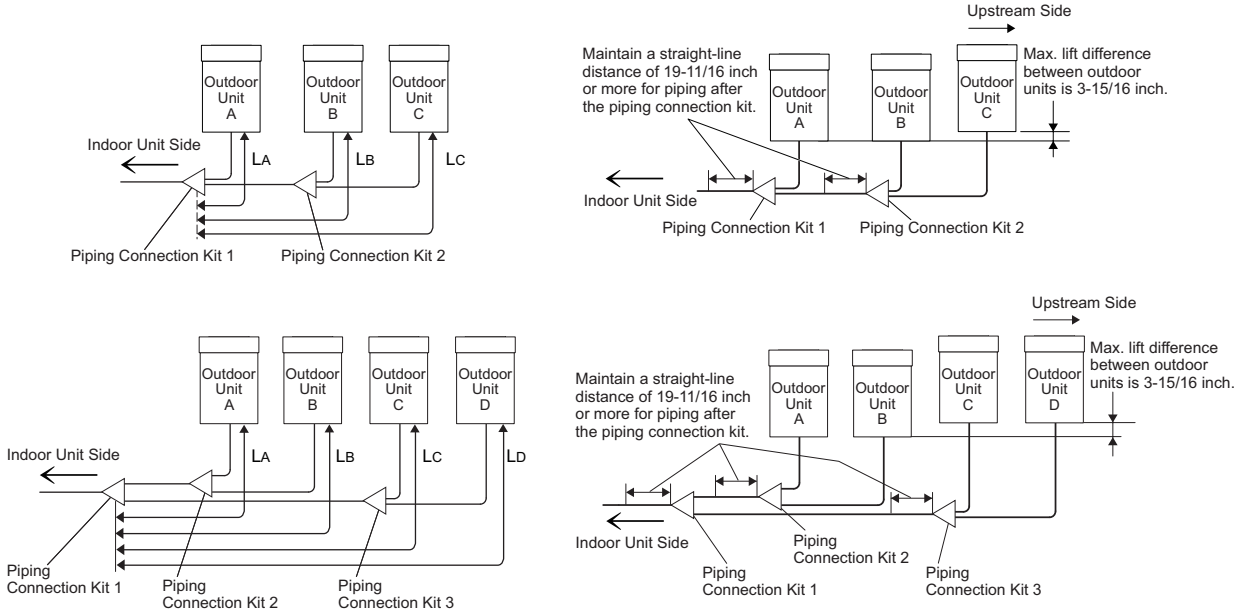 Outdoor
Unit
A
Outdoor
Unit
B
Outdoor
Unit
C
Indoor Unit Side
LA
LB
LC
Piping Connection Kit 1
Piping Connection Kit 2
Upstream Side
Maintain a straight-line
distance of 19-11/16 inch
or more for piping after
the piping connection kit.
Outdoor
Unit
A
Outdoor
Unit
B
Outdoor
Unit
C
Max. lift difference
between outdoor
units is 3-15/16 inch.
Indoor Unit Side
Piping Connection Kit 1
Piping Connection Kit 2
Outdoor
Unit
A
Outdoor
Unit
B
Outdoor
Unit
C
Outdoor
Unit
D
Indoor Unit Side
LA
LB
LC
LD
Piping
Connection Kit 1
Piping
Connection Kit 2
Piping
Connection Kit 3
Upstream Side
Maintain a straight-line
distance of 19-11/16 inch
or more for piping after
the piping connection kit.
Outdoor
Unit
A
Outdoor
Unit
B
Outdoor
Unit
C
Outdoor
Unit
D
Max. lift difference
between outdoor
units is 3-15/16 inch.
Indoor Unit Side
Piping
Connection Kit 1
Piping
Connection Kit 2
Piping
Connection Kit 3